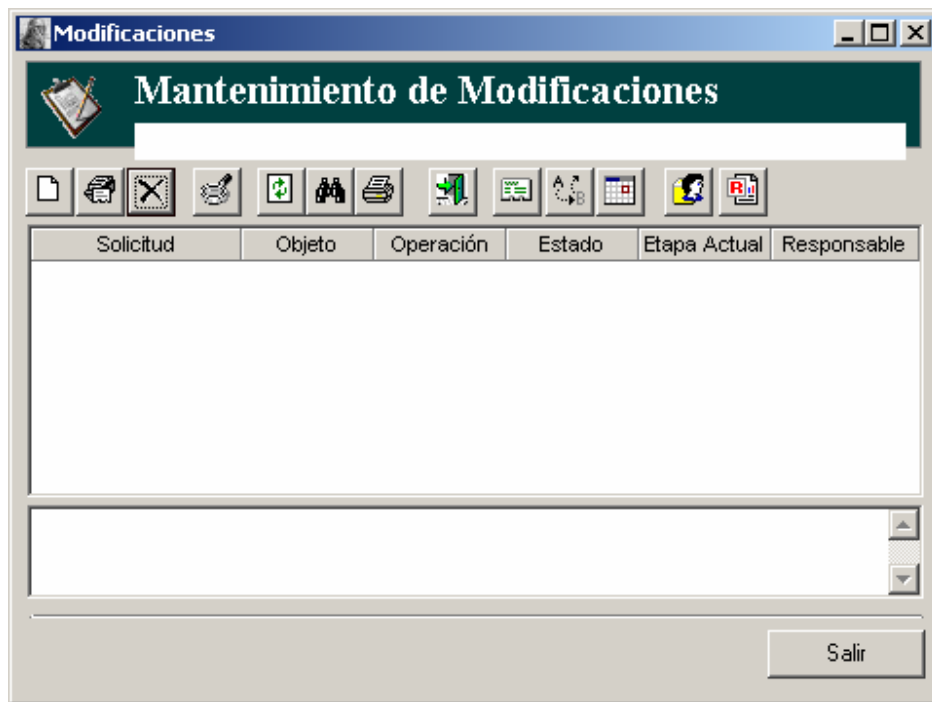 Modificaciones
Mantenimiento de Modificaciones
Solicitud Objeto Operación Estado Etapa Actual Responsable
Salir